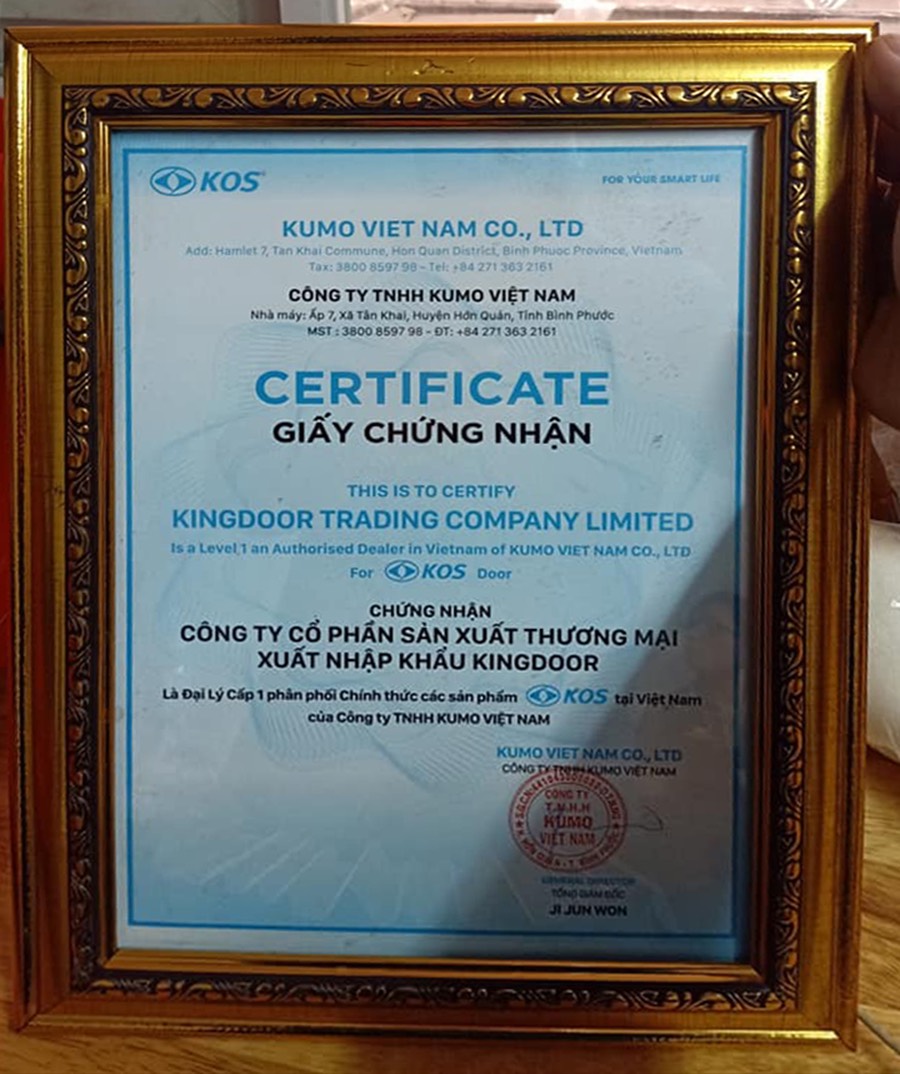 KOS
FOR YOUR SMART LIFE
KUMO VIET NAM CO., LTD
Add: Hamlet 7, Tan Khai Commune, Hon Quan District, Binh Phuoc Province, Vietnam
Tax: 3800 8597 98 - Tel: +84 271 363 2161
CÔNG TY TNHH KUMO VIỆT NAM
Nhà máy: Ấp 7, Xã Tân Khai, Huyện Hớn Quản, Tỉnh Bình Phước
MST : 3800 8597 98 - ĐT: +84 271 363 2161
CERTIFICATE
GIẤY CHỨNG NHẬN
THIS IS TO CERTIFY
KINGDOOR TRADING COMPANY LIMITED
Is a Level 1 an Authorised Dealer in Vietnam of KUMO VIET NAM CO., LTD
For KOS Door
CHỨNG NHẬN
CÔNG TY CỔ PHẦN SẢN XUẤT THƯƠNG MẠI
XUẤT NHẬP KHẨU KINGDOOR
Là Đại Lý Cấp 1 phân phối Chính thức các sản phẩm KOS tại Việt Nam
của Công ty TNHH KUMO VIỆT NAM
KUMO VIET NAM CO., LTD
CÔNG TY TNHH KUMO VIỆT NAM
CÔNG TY
T.N.H.H
KUMO
VIỆT NAM
GENERAL DIRECTOR
TỔNG GIÁM ĐỐC
JI JUN WON